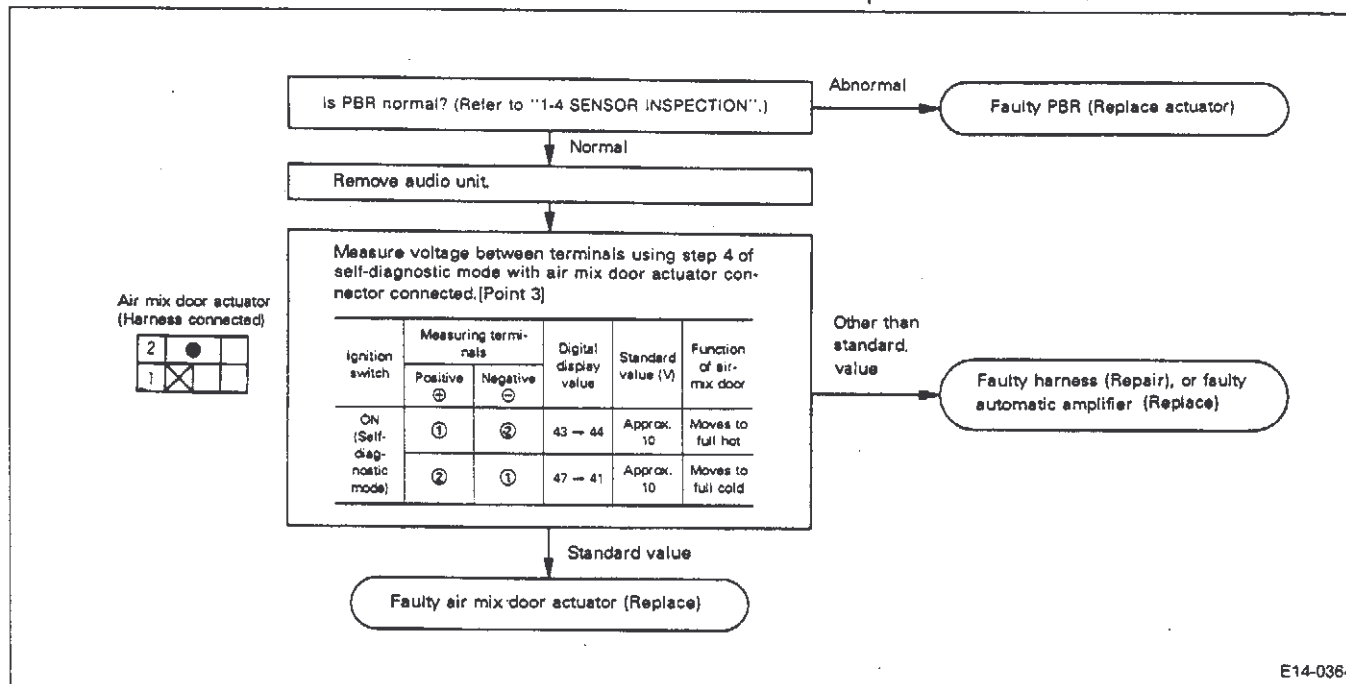 Is PBR normal? (Refer to "1-4 SENSOR INSPECTION".)
Abnormal
Faulty PBR (Replace actuator)
Normal
Remove audio unit.
Measure voltage between terminals using step 4 of
self-diagnostic mode with air mix door actuator con-
nector connected.[Point 3]
Air mix door actuator
(Harness connected)
2
1
Ignition
switch
Measuring termi-
nals
Positive
⊕
Negative
⊖
Digital
display
value
Standard
value (V)
Function
of air-
mix door
ON
(Self-
diag-
nostic
mode)
① ② 43 → 44 Approx.
10 Moves to
full hot
② ① 47 → 41 Approx.
10 Moves to
full cold
Other than
standard.
value
Faulty harness (Repair), or faulty
automatic amplifier (Replace)
Standard value
Faulty air mix door actuator (Replace)
E14-0364